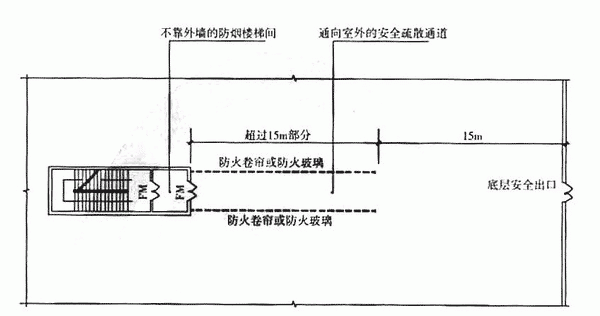 不靠外墙的防烟楼梯间
通向室外的安全疏散通道
超过15m部分
15m
防火卷帘或防火玻璃
FM
FM
底层安全出口
防火卷帘或防火玻璃